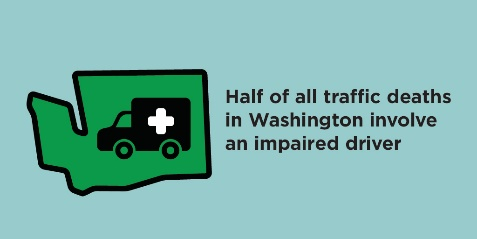 Half of all traffic deaths
in Washington involve
an impaired driver